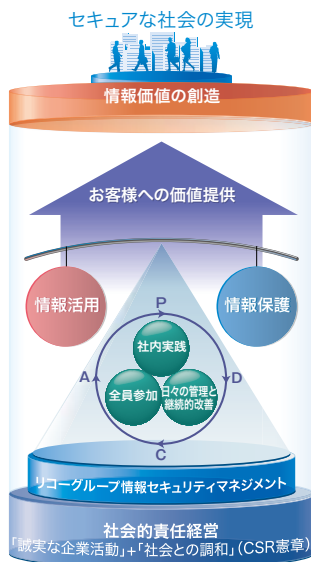 セキュアな社会の実現
情報価値の創造
お客様への価値提供
情報活用
情報保護
P
社内実践
A
全員参加
日々の管理と
継続的改善
D
C
リコーグループ情報セキュリティマネジメント
社会的責任経営
「誠実な企業活動」+「社会との調和」(CSR憲章)